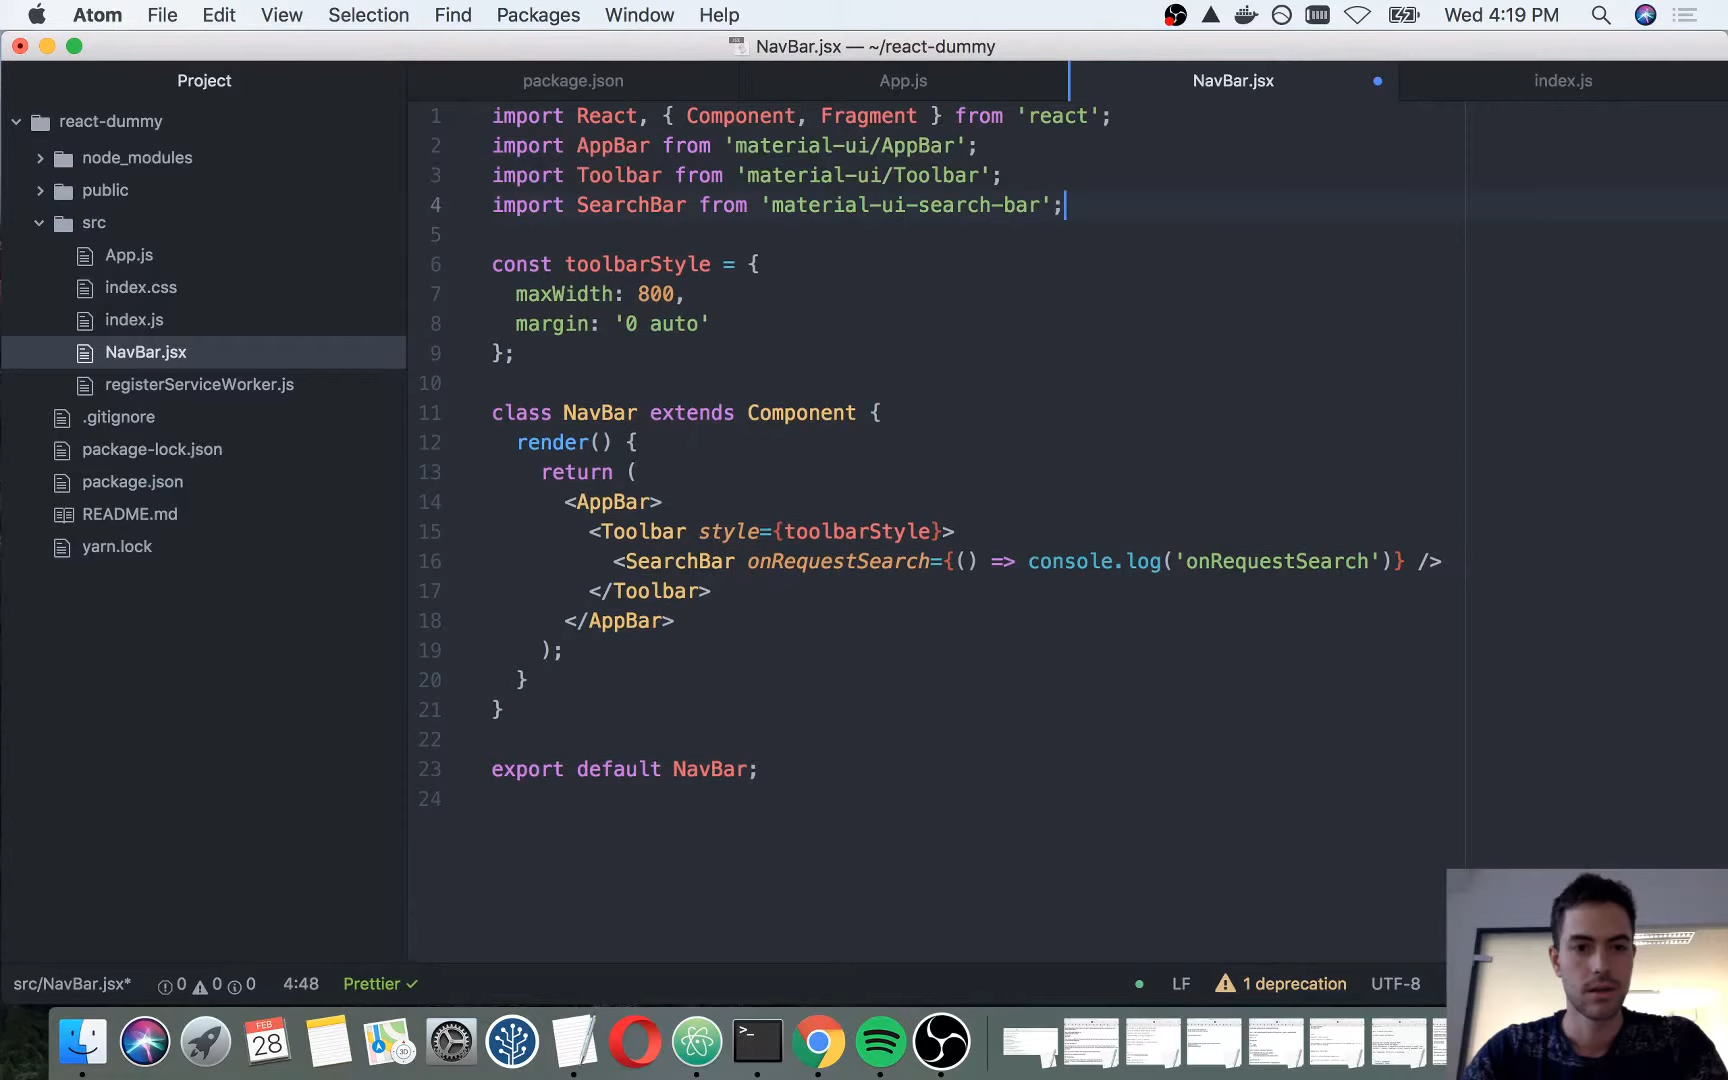 Atom File Edit View Selection Find Packages Window Help Wed 4:19 PM
NavBar.jsx — ~/react-dummy
Project
package.json App.js NavBar.jsx index.js
react-dummy
node_modules
public
src
App.js
index.css
index.js
NavBar.jsx
registerServiceWorker.js
.gitignore
package-lock.json
package.json
README.md
yarn.lock
1 import React, { Component, Fragment } from 'react';
2 import AppBar from 'material-ui/AppBar';
3 import Toolbar from 'material-ui/Toolbar';
4 import SearchBar from 'material-ui-search-bar';
5
6 const toolbarStyle = {
7 maxWidth: 800,
8 margin: '0 auto'
9 };
10
11 class NavBar extends Component {
12 render() {
13 return (
14 <AppBar>
15 <Toolbar style={toolbarStyle}>
16 <SearchBar onRequestSearch={() => console.log('onRequestSearch')} />
17 </Toolbar>
18 </AppBar>
19 );
20 }
21 }
22
23 export default NavBar;
24
src/NavBar.jsx* 0 0 0 4:48 Prettier ✓ LF 1 deprecation UTF-8
FEB
28
3D
>_